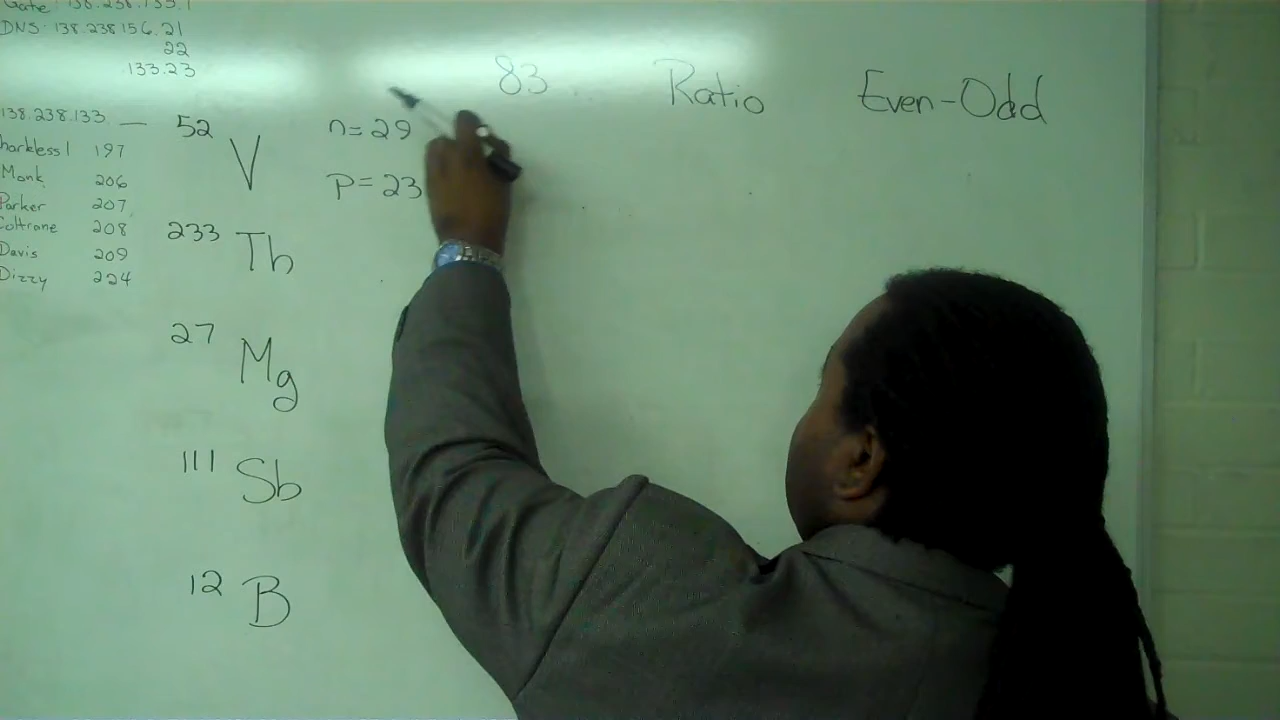 Gate: 138.238.133.1
DNS: 138.238.156.21
22
133.23
138.238.133.__
harkless1 197
Monk 206
Parker 207
Coltrane 208
Davis 209
Dizzy 224
83 Ratio Even-Odd
52 V n=29
p=23
233 Th
27 Mg
111 Sb
12 B